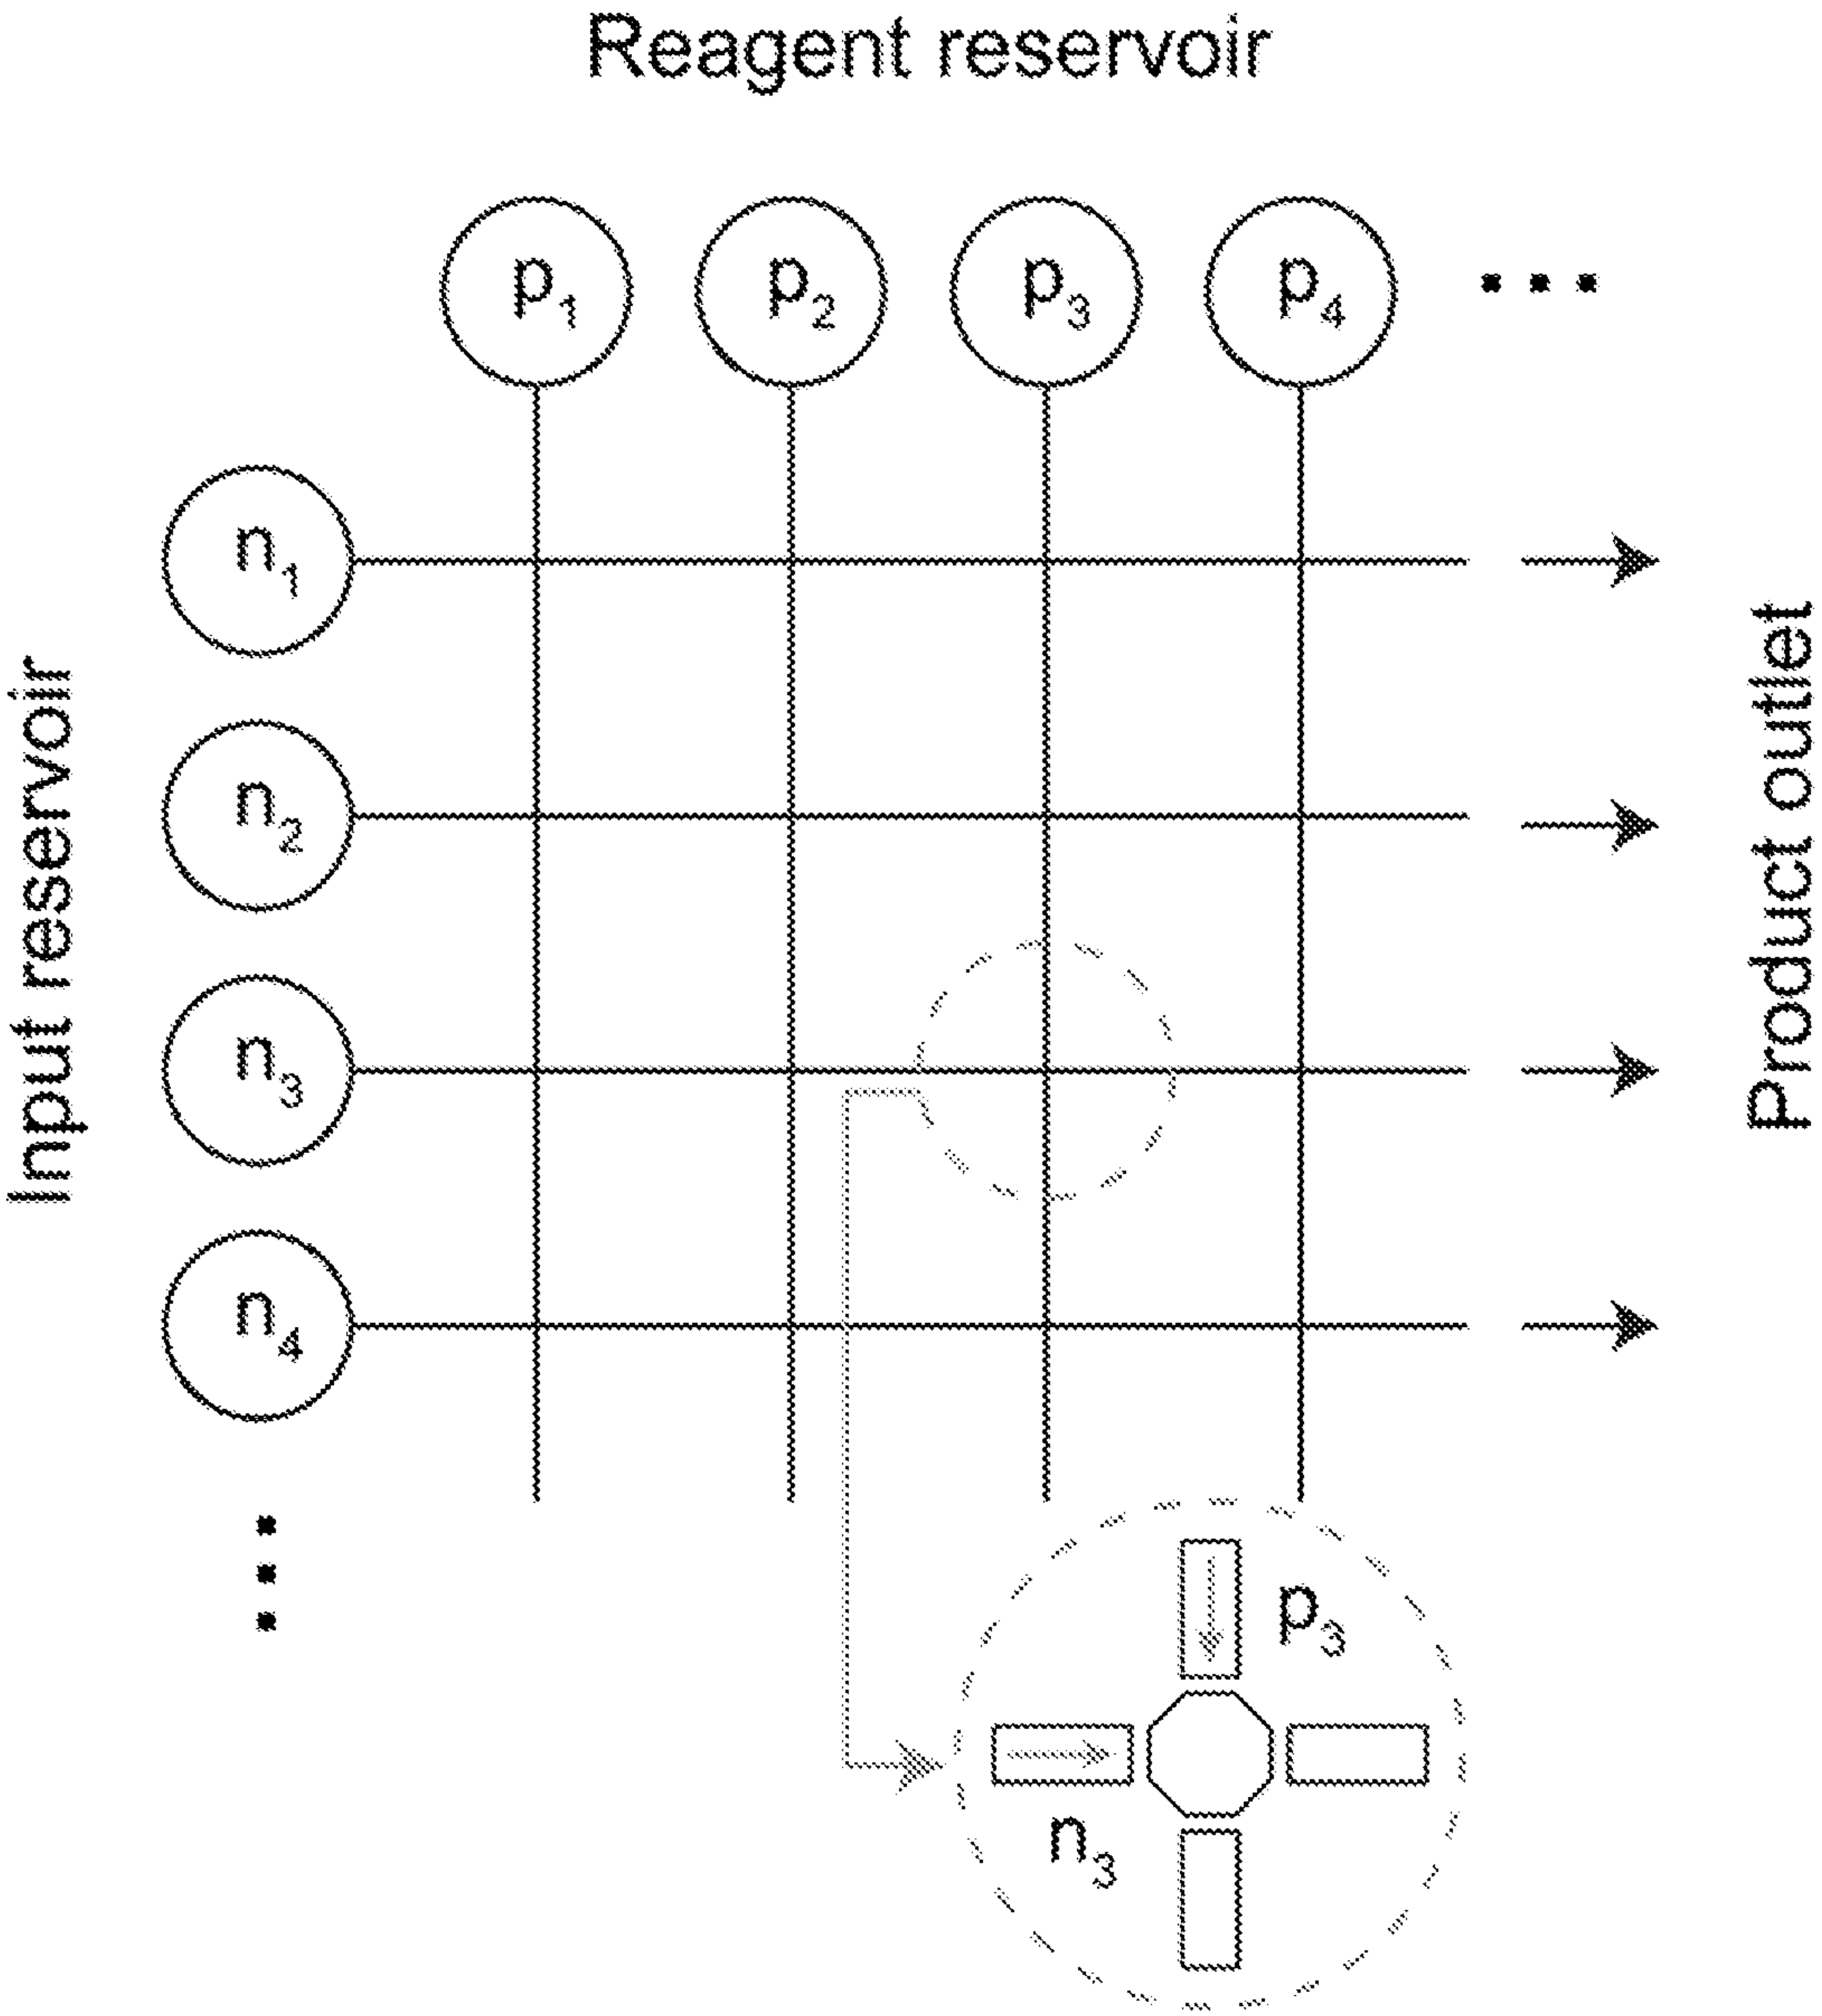 Reagent reservoir
p₁ p₂ p₃ p₄ ...
Input reservoir
n₁
n₂
n₃
n₄
...
Product outlet
p₃
n₃